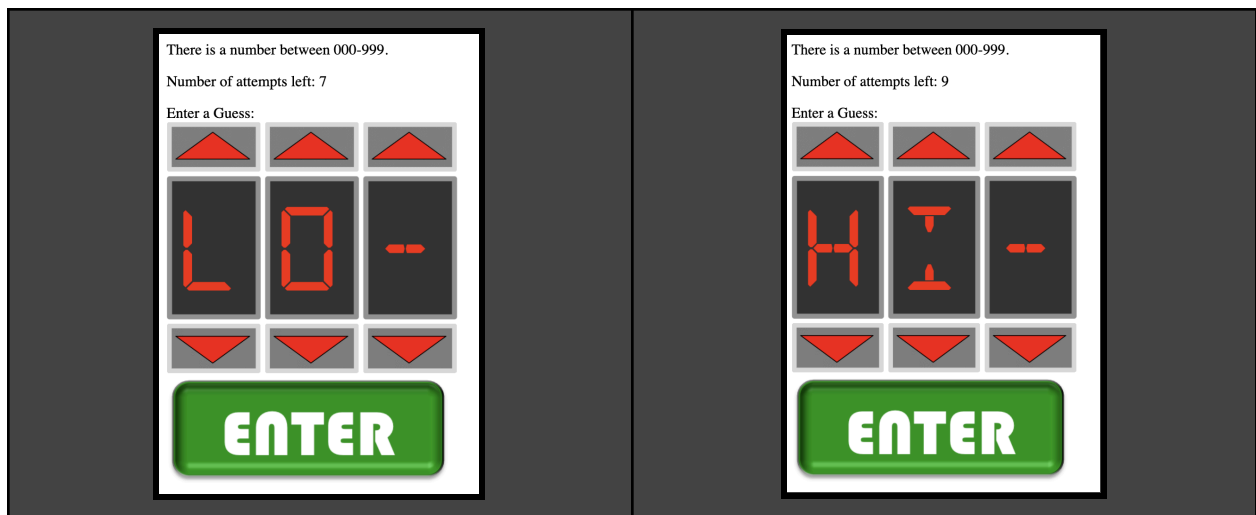 There is a number between 000-999.
Number of attempts left: 7
Enter a Guess:
LO-
ENTER
There is a number between 000-999.
Number of attempts left: 9
Enter a Guess:
HI-
ENTER